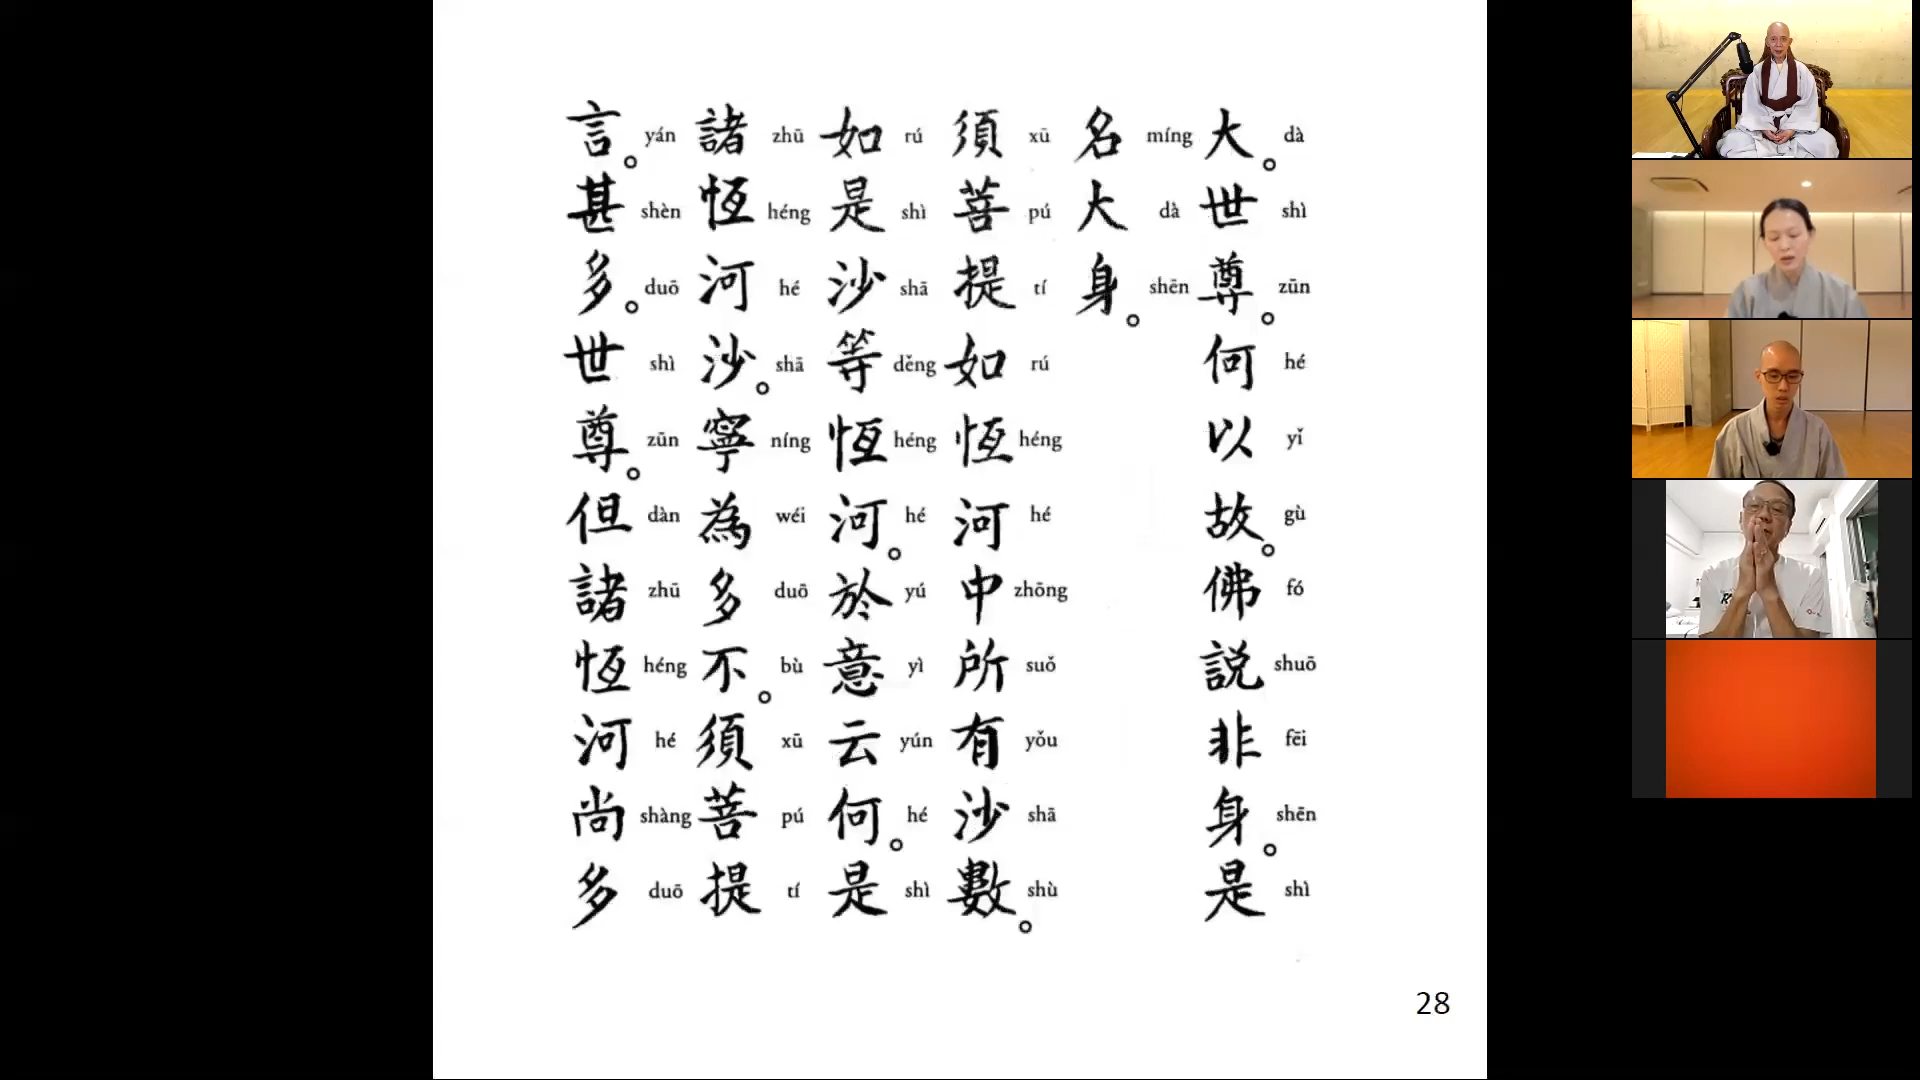 大。世尊。何以故。佛説非身。是
dà shì zūn hé yǐ gù fó shuō fēi shēn shì
名大身。
míng dà shēn
須菩提如恆河中所有沙數。
xū pú tí rú héng hé zhōng suǒ yǒu shā shù
如是沙等恆河。於意云何。是
rú shì shā děng héng hé yú yì yún hé shì
諸恆河沙。寧為多不。須菩提
zhū héng hé shā níng wéi duō bù xū pú tí
言。甚多。世尊。但諸恆河尚多
yán shèn duō shì zūn dàn zhū héng hé shàng duō
28